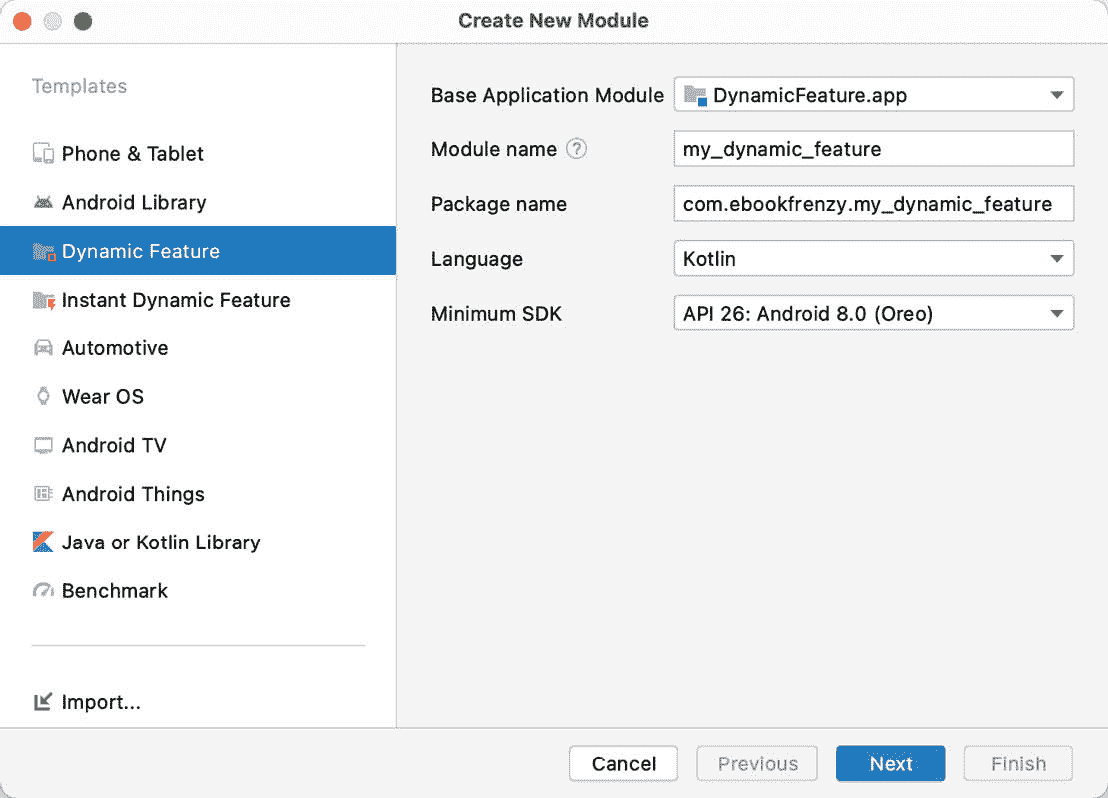 Create New Module
Templates
Phone & Tablet
Android Library
Dynamic Feature
Instant Dynamic Feature
Automotive
Wear OS
Android TV
Android Things
Java or Kotlin Library
Benchmark
Import...
Base Application Module DynamicFeature.app
Module name ? my_dynamic_feature
Package name com.ebookfrenzy.my_dynamic_feature
Language Kotlin
Minimum SDK API 26: Android 8.0 (Oreo)
Cancel Previous Next Finish